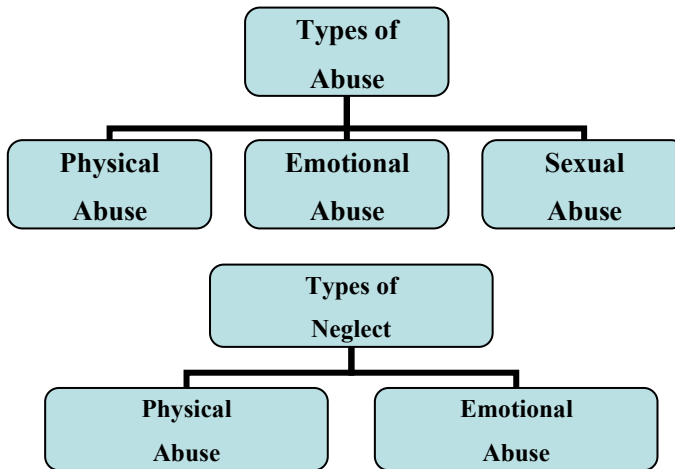 Types of
Abuse
Physical
Abuse
Emotional
Abuse
Sexual
Abuse
Types of
Neglect
Physical
Abuse
Emotional
Abuse